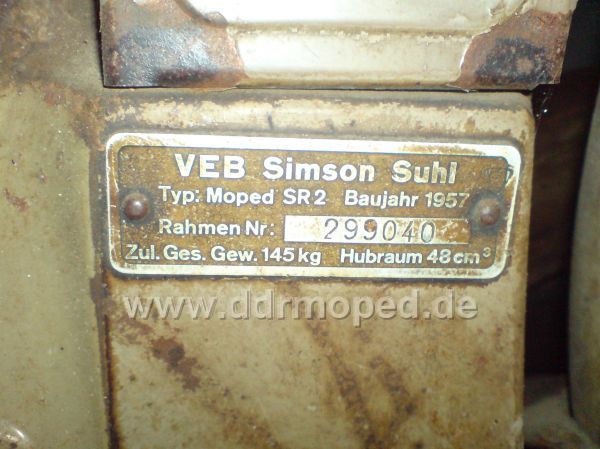 VEB Simson Suhl
Typ: Moped SR2 Baujahr 1957
Rahmen Nr: 299040
Zul. Ges. Gew. 145 kg Hubraum 48 cm³
www.ddrmoped.de